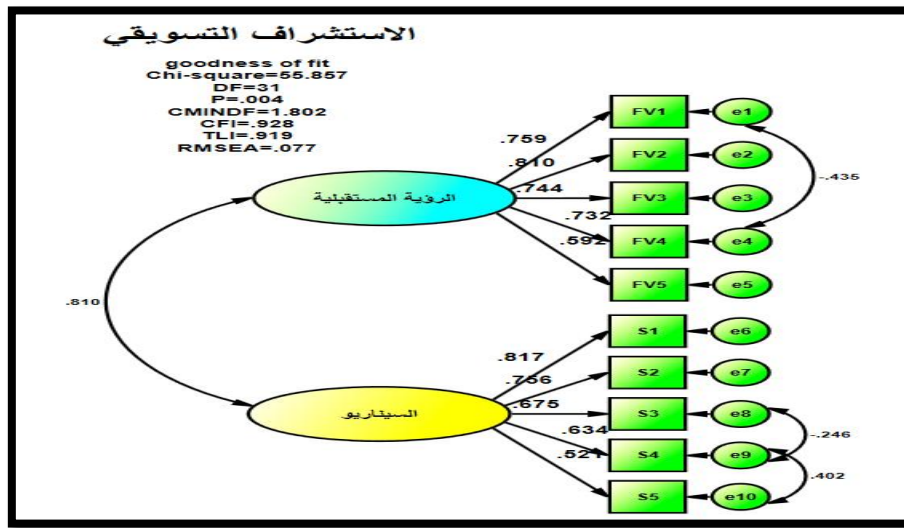 الاستشراف التسويقي
goodness of fit
Chi-square=55.857
DF=31
P=.004
CMINDF=1.802
CFI=.928
TLI=.919
RMSEA=.077
.759
FV1
e1
.810
FV2
e2
-.435
.744
FV3
e3
الرؤية المستقبلية
.732
FV4
e4
.592
FV5
e5
.810
.817
S1
e6
.756
S2
e7
.675
S3
e8
السيناريو
.634
S4
e9
-.246
.521
S5
e10
.402